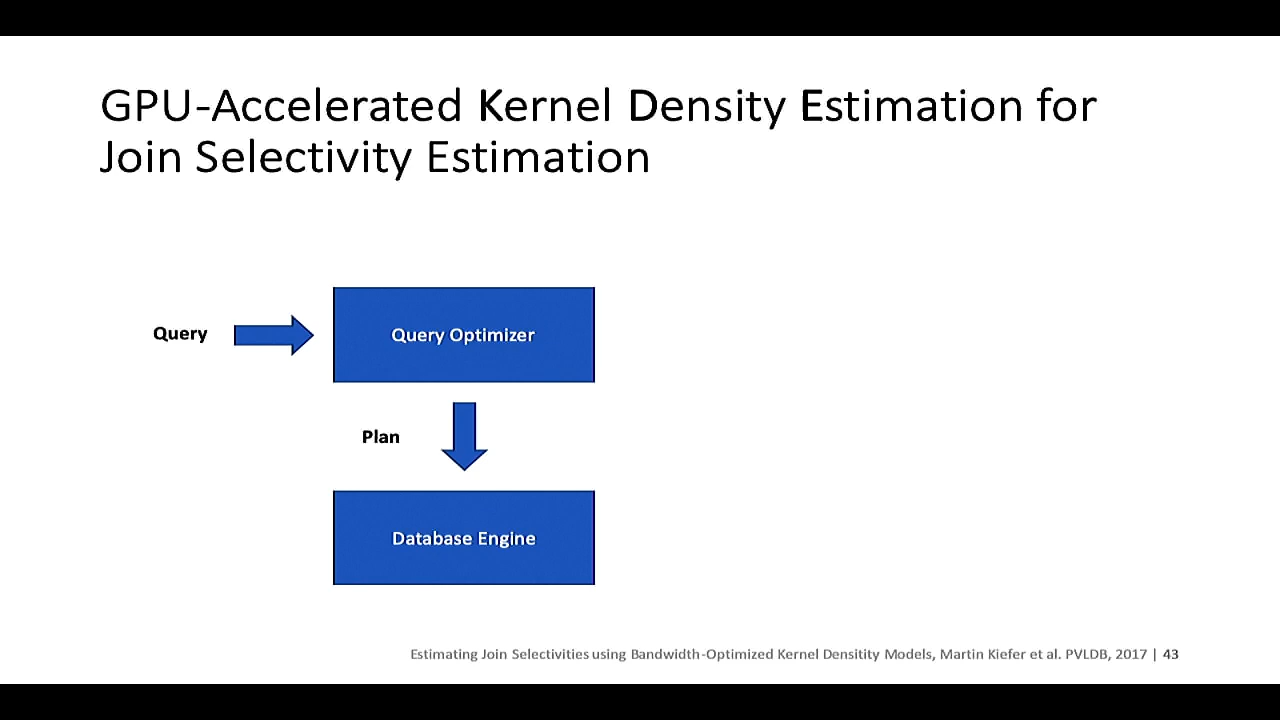 GPU-Accelerated Kernel Density Estimation for
Join Selectivity Estimation
Query
Query Optimizer
Plan
Database Engine
Estimating Join Selectivities using Bandwidth-Optimized Kernel Densitity Models, Martin Kiefer et al. PVLDB, 2017 | 43